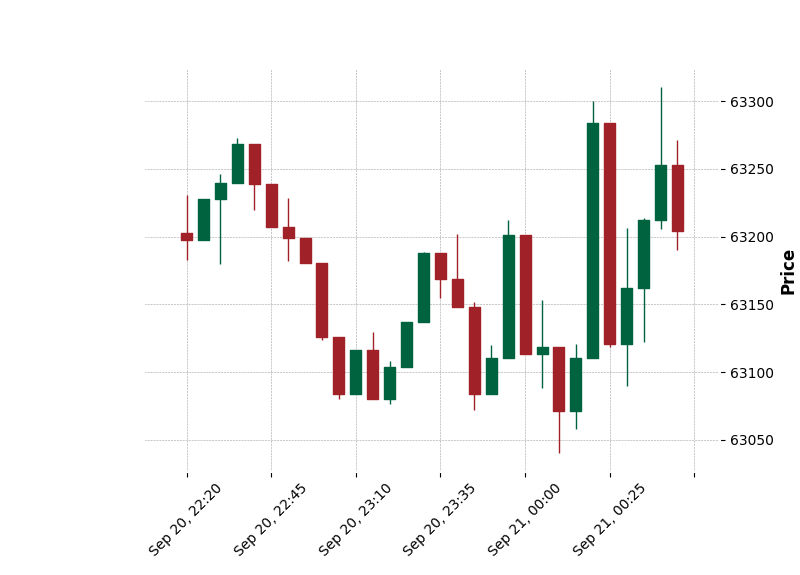 63300
63250
63200
63150
63100
63050
Price
Sep 20, 22:20
Sep 20, 22:45
Sep 20, 23:10
Sep 20, 23:35
Sep 21, 00:00
Sep 21, 00:25